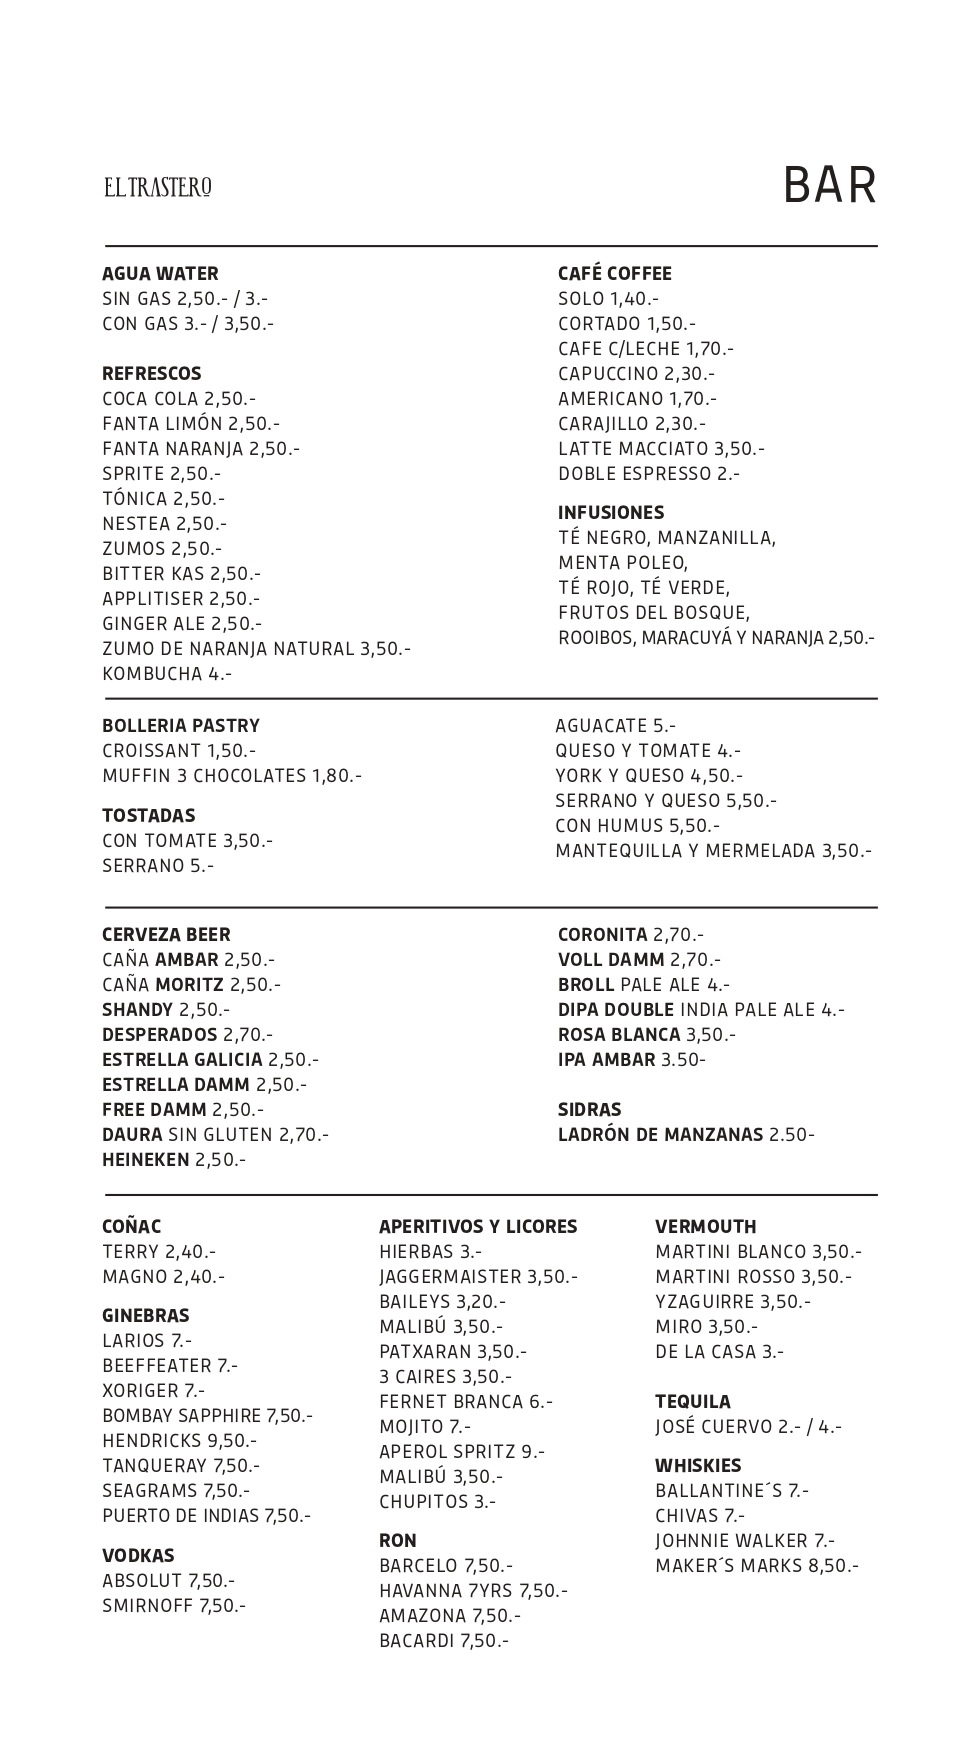 EL TRASTERO
BAR
AGUA WATER
SIN GAS 2,50.- / 3.-
CON GAS 3.- / 3,50.-
REFRESCOS
COCA COLA 2,50.-
FANTA LIMÓN 2,50.-
FANTA NARANJA 2,50.-
SPRITE 2,50.-
TÓNICA 2,50.-
NESTEA 2,50.-
ZUMOS 2,50.-
BITTER KAS 2,50.-
APPLITISER 2,50.-
GINGER ALE 2,50.-
ZUMO DE NARANJA NATURAL 3,50.-
KOMBUCHA 4.-
CAFÉ COFFEE
SOLO 1,40.-
CORTADO 1,50.-
CAFE C/LECHE 1,70.-
CAPUCCINO 2,30.-
AMERICANO 1,70.-
CARAJILLO 2,30.-
LATTE MACCIATO 3,50.-
DOBLE ESPRESSO 2.-
INFUSIONES
TÉ NEGRO, MANZANILLA,
MENTA POLEO,
TÉ ROJO, TÉ VERDE,
FRUTOS DEL BOSQUE,
ROOIBOS, MARACUYÁ Y NARANJA 2,50.-
BOLLERIA PASTRY
CROISSANT 1,50.-
MUFFIN 3 CHOCOLATES 1,80.-
TOSTADAS
CON TOMATE 3,50.-
SERRANO 5.-
AGUACATE 5.-
QUESO Y TOMATE 4.-
YORK Y QUESO 4,50.-
SERRANO Y QUESO 5,50.-
CON HUMUS 5,50.-
MANTEQUILLA Y MERMELADA 3,50.-
CERVEZA BEER
CAÑA AMBAR 2,50.-
CAÑA MORITZ 2,50.-
SHANDY 2,50.-
DESPERADOS 2,70.-
ESTRELLA GALICIA 2,50.-
ESTRELLA DAMM 2,50.-
FREE DAMM 2,50.-
DAURA SIN GLUTEN 2,70.-
HEINEKEN 2,50.-
CORONITA 2,70.-
VOLL DAMM 2,70.-
BROLL PALE ALE 4.-
DIPA DOUBLE INDIA PALE ALE 4.-
ROSA BLANCA 3,50.-
IPA AMBAR 3.50-
SIDRAS
LADRÓN DE MANZANAS 2.50-
COÑAC
TERRY 2,40.-
MAGNO 2,40.-
GINEBRAS
LARIOS 7.-
BEEFFEATER 7.-
XORIGER 7.-
BOMBAY SAPPHIRE 7,50.-
HENDRICKS 9,50.-
TANQUERAY 7,50.-
SEAGRAMS 7,50.-
PUERTO DE INDIAS 7,50.-
VODKAS
ABSOLUT 7,50.-
SMIRNOFF 7,50.-
APERITIVOS Y LICORES
HIERBAS 3.-
JAGGERMAISTER 3,50.-
BAILEYS 3,20.-
MALIBÚ 3,50.-
PATXARAN 3,50.-
3 CAIRES 3,50.-
FERNET BRANCA 6.-
MOJITO 7.-
APEROL SPRITZ 9.-
MALIBÚ 3,50.-
CHUPITOS 3.-
RON
BARCELO 7,50.-
HAVANNA 7YRS 7,50.-
AMAZONA 7,50.-
BACARDI 7,50.-
VERMOUTH
MARTINI BLANCO 3,50.-
MARTINI ROSSO 3,50.-
YZAGUIRRE 3,50.-
MIRO 3,50.-
DE LA CASA 3.-
TEQUILA
JOSÉ CUERVO 2.- / 4.-
WHISKIES
BALLANTINE´S 7.-
CHIVAS 7.-
JOHNNIE WALKER 7.-
MAKER´S MARKS 8,50.-